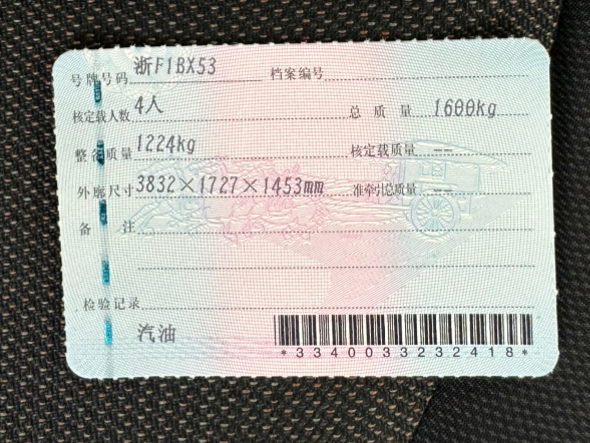 号牌号码 浙F1BX53 档案编号
核定载人数 4人 总质量 1600kg
整备质量 1224kg 核定载质量 --
外廓尺寸 3832×1727×1453mm 准牵引总质量 --
备注
检验记录
汽油
*3340033232418*